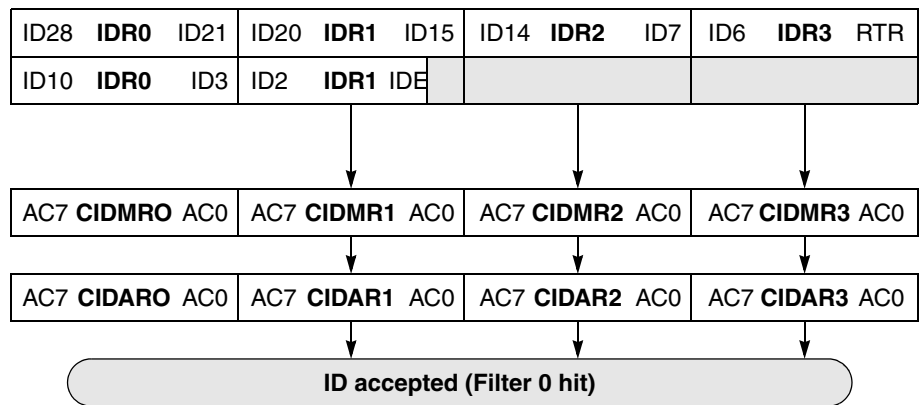 ID28 IDR0 ID21 ID20 IDR1 ID15 ID14 IDR2 ID7 ID6 IDR3 RTR
ID10 IDR0 ID3 ID2 IDR1 IDE
AC7 CIDMRO AC0 AC7 CIDMR1 AC0 AC7 CIDMR2 AC0 AC7 CIDMR3 AC0
AC7 CIDARO AC0 AC7 CIDAR1 AC0 AC7 CIDAR2 AC0 AC7 CIDAR3 AC0
ID accepted (Filter 0 hit)